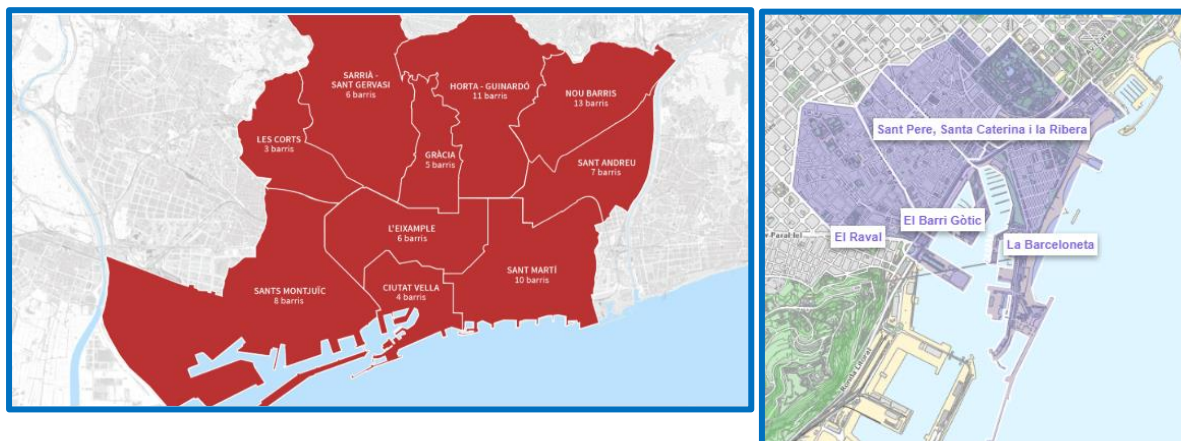 SARRIÀ -
SANT GERVASI
6 barris
HORTA - GUINARDÓ
11 barris
NOU BARRIS
13 barris
LES CORTS
3 barris
GRÀCIA
5 barris
SANT ANDREU
7 barris
L'EIXAMPLE
6 barris
SANT MARTÍ
10 barris
SANTS MONTJUÏC
8 barris
CIUTAT VELLA
4 barris
Sant Pere, Santa Caterina i la Ribera
El Barri Gòtic
El Raval
La Barceloneta
Ronda Litoral